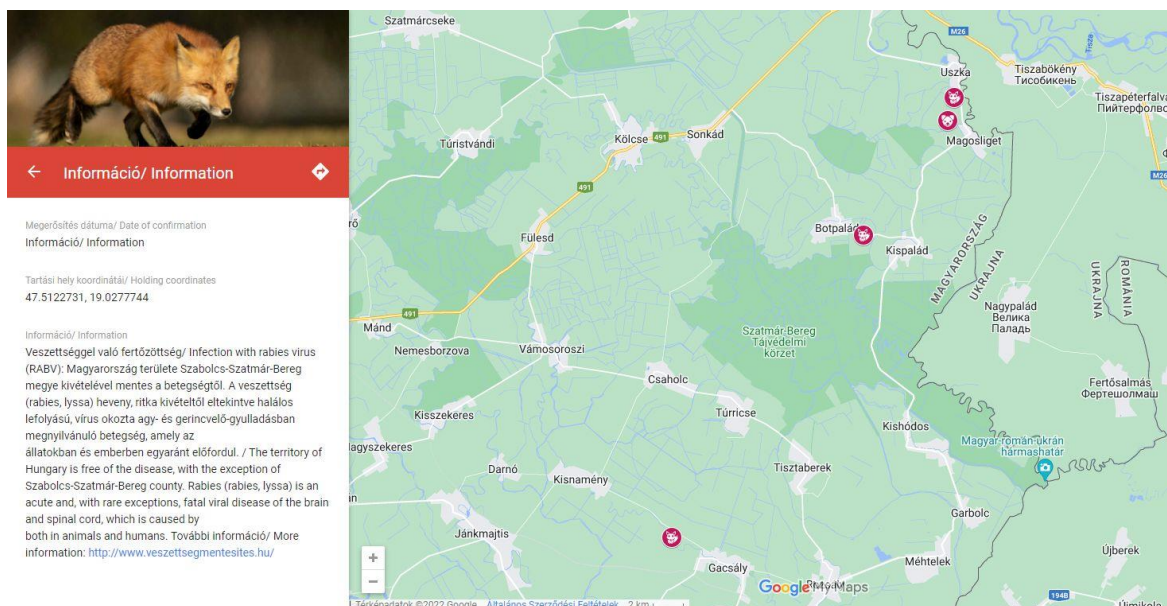 Információ/ Information
Megerősítés dátuma/ Date of confirmation
Információ/ Information
Tartási hely koordinátái/ Holding coordinates
47.5122731, 19.0277744
Információ/ Information
Veszettséggel való fertőzöttség/ Infection with rabies virus
(RABV): Magyarország területe Szabolcs-Szatmár-Bereg
megye kivételével mentes a betegségtől. A veszettség
(rabies, lyssa) heveny, ritka kivételtől eltekintve halálos
lefolyású, vírus okozta agy- és gerincvelő-gyulladásban
megnyilvánuló betegség, amely az
állatokban és emberben egyaránt előfordul. / The territory of
Hungary is free of the disease, with the exception of
Szabolcs-Szatmár-Bereg county. Rabies (rabies, lyssa) is an
acute and, with rare exceptions, fatal viral disease of the brain
and spinal cord, which is caused by
both in animals and humans. További információ/ More
information: http://www.veszettsegmentesites.hu/
Szatmárcseke
M26
Tisza
Uszka
Tiszabökény
Тисобикень
Tiszapéterfalva
Пийтерфолво
Túristvándi
Kölcse
491
Sonkád
Magosliget
M26
491
Fülesd
Botpalád
Kispalád
MAGYARORSZÁG
UKRAJNA
UKRAJNA
ROMÁNIA
Nagypalád
Велика
Паладь
491
Mánd
Nemesborzova
Vámosoroszi
Szatmár-Bereg
Tájvédelmi
körzet
Csaholc
Fertősalmás
Фертешолмаш
Kisszekeres
Túrricse
Kishódos
Magyar-román-ukrán
hármashatár
Darnó
Kisnamény
Tisztaberek
Garbolc
Jánkmajtis
Gacsály
Méhtelek
Újberek
Google My Maps
194B
Térképadatok ©2022 Google
Általános Szerződési Feltételek
2 km